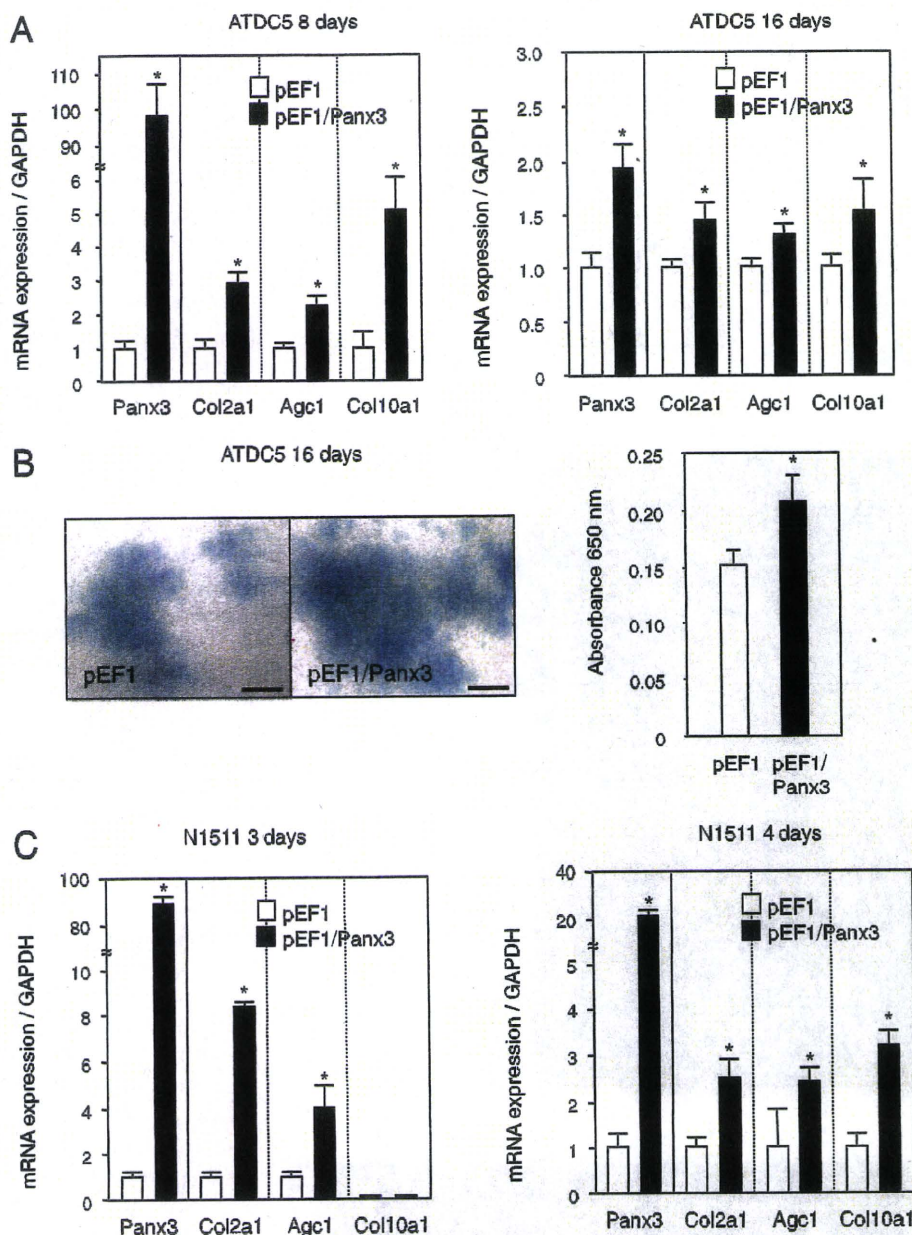 A
ATDC5 8 days
mRNA expression / GAPDH
110
100
90
6
5
4
3
2
1
0
pEF1
pEF1/Panx3
*
*
*
*
Panx3 Col2a1 Agc1 Col10a1
ATDC5 16 days
mRNA expression / GAPDH
3.0
2.5
2.0
1.5
1.0
0.5
0.0
pEF1
pEF1/Panx3
*
*
*
*
Panx3 Col2a1 Agc1 Col10a1
B
ATDC5 16 days
pEF1
pEF1/Panx3
Absorbance 650 nm
0.25
0.20
0.15
0.10
0.05
0
*
pEF1 pEF1/
Panx3
C
N1511 3 days
mRNA expression / GAPDH
100
80
10
8
6
4
2
0
pEF1
pEF1/Panx3
*
*
*
Panx3 Col2a1 Agc1 Col10a1
N1511 4 days
mRNA expression / GAPDH
40
20
5
4
3
2
1
0
pEF1
pEF1/Panx3
*
*
*
*
Panx3 Col2a1 Agc1 Col10a1